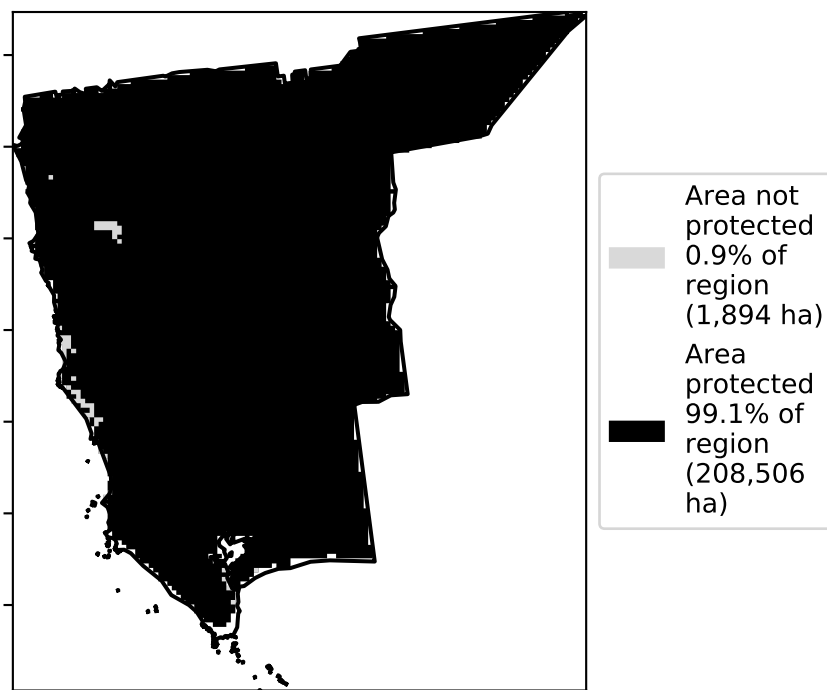 Area not
protected
0.9% of
region
(1,894 ha)
Area
protected
99.1% of
region
(208,506
ha)